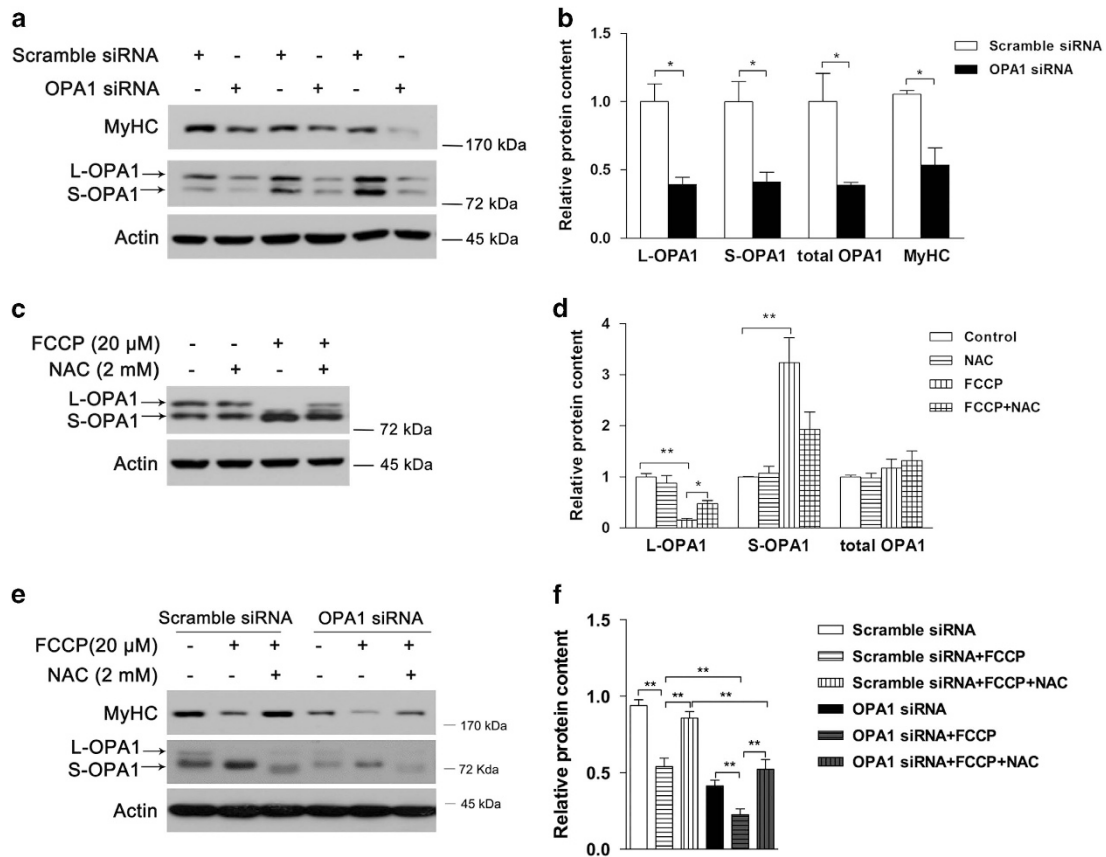 a
Scramble siRNA + - + - + -
OPA1 siRNA - + - + - +
MyHC
170 kDa
L-OPA1
S-OPA1
72 kDa
Actin
45 kDa
b
Relative protein content
1.5
1.0
0.5
0.0
* * * *
Scramble siRNA
OPA1 siRNA
L-OPA1 S-OPA1 total OPA1 MyHC
c
FCCP (20 µM) - - + +
NAC (2 mM) - + - +
L-OPA1
S-OPA1
72 kDa
Actin
45 kDa
d
Relative protein content
4
3
2
1
0
** * **
Control
NAC
FCCP
FCCP+NAC
L-OPA1 S-OPA1 total OPA1
e
Scramble siRNA OPA1 siRNA
FCCP(20 µM) - + + - + +
NAC (2 mM) - - + - - +
MyHC
170 kDa
L-OPA1
S-OPA1
72 Kda
Actin
45 kDa
f
Relative protein content
1.5
1.0
0.5
0.0
** ** ** ** ** **
Scramble siRNA
Scramble siRNA+FCCP
Scramble siRNA+FCCP+NAC
OPA1 siRNA
OPA1 siRNA+FCCP
OPA1 siRNA+FCCP+NAC